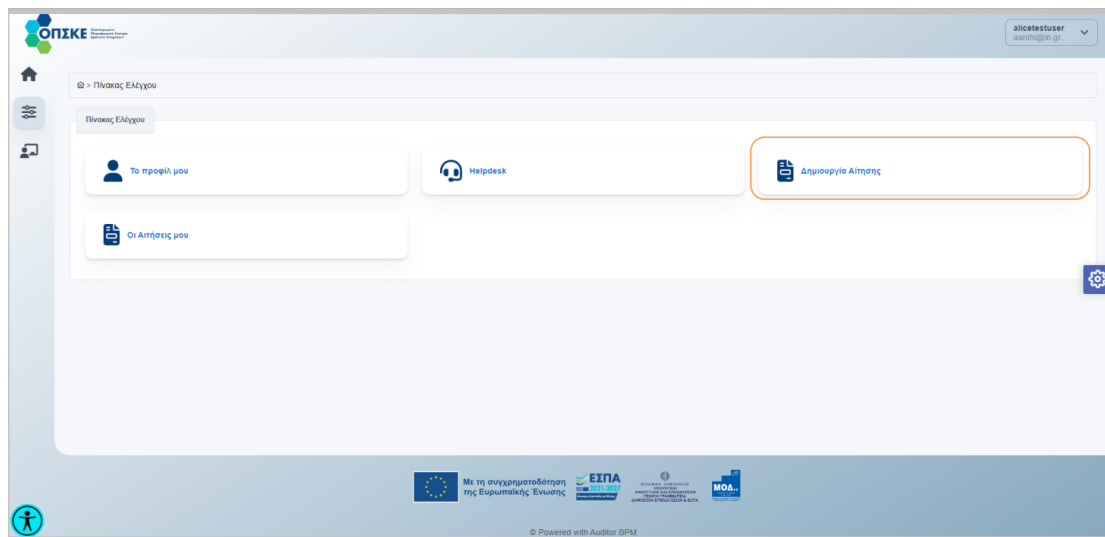 ΟΠΣΚΕ
alicetestuser
aanthi@in.gr
> Πίνακας Ελέγχου
Πίνακας Ελέγχου
Το προφίλ μου
Helpdesk
Δημιουργία Αίτησης
Οι Αιτήσεις μου
Με τη συγχρηματοδότηση
της Ευρωπαϊκής Ένωσης
ΕΣΠΑ
2021-2027
ΜΟΔ
© Powered with Auditor BPM